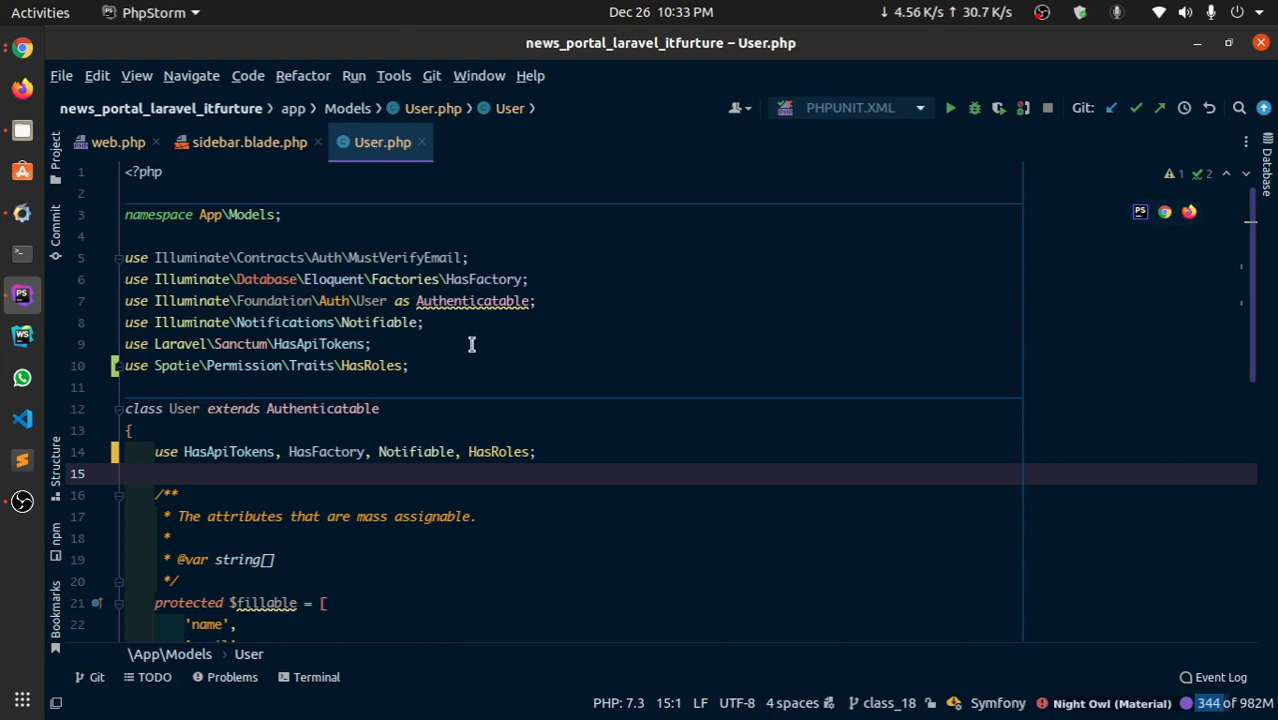 Activities PhpStorm Dec 26 10:33 PM ↓ 4.56 K/s ↑ 30.7 K/s
news_portal_laravel_itfurture – User.php
File Edit View Navigate Code Refactor Run Tools Git Window Help
news_portal_laravel_itfurture app Models User.php User PHPUNIT.XML Git:
web.php sidebar.blade.php User.php
Project
Commit
Structure
npm
Bookmarks
Database
1 2
1 <?php
2
3 namespace App\Models;
4
5 use Illuminate\Contracts\Auth\MustVerifyEmail;
6 use Illuminate\Database\Eloquent\Factories\HasFactory;
7 use Illuminate\Foundation\Auth\User as Authenticatable;
8 use Illuminate\Notifications\Notifiable;
9 use Laravel\Sanctum\HasApiTokens;
10 use Spatie\Permission\Traits\HasRoles;
11
12 class User extends Authenticatable
13 {
14 use HasApiTokens, HasFactory, Notifiable, HasRoles;
15
16 /**
17 * The attributes that are mass assignable.
18 *
19 * @var string[]
20 */
21 protected $fillable = [
22 'name',
\App\Models User
Git TODO Problems Terminal Event Log
PHP: 7.3 15:1 LF UTF-8 4 spaces class_18 Symfony Night Owl (Material) 344 of 982M